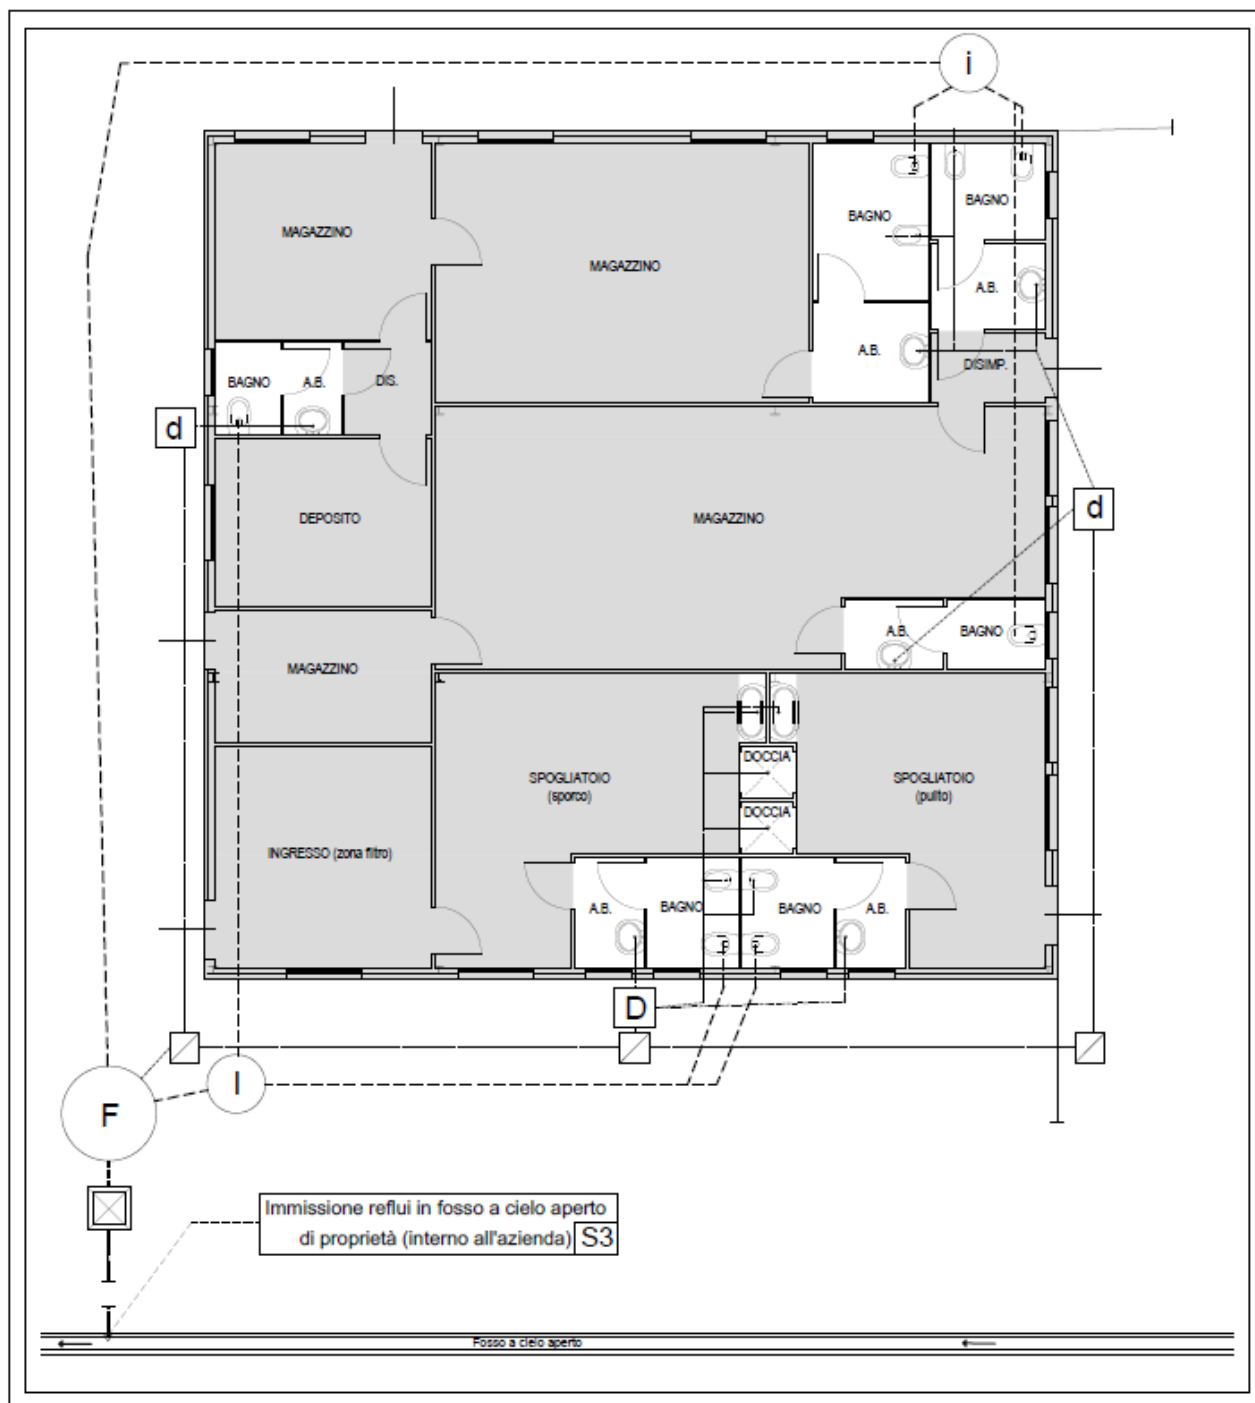 i
MAGAZZINO
MAGAZZINO
BAGNO
BAGNO
A.B.
A.B.
DISIMP.
BAGNO
A.B.
DIS.
d
d
DEPOSITO
MAGAZZINO
A.B.
BAGNO
MAGAZZINO
DOCCIA
SPOGLIATOIO
(sporco)
SPOGLIATOIO
(pulito)
DOCCIA
INGRESSO (zona filtro)
A.B.
BAGNO
BAGNO
A.B.
D
I
F
Immissione reflui in fosso a cielo aperto
di proprietà (interno all'azienda) S3
Fosso a cielo aperto